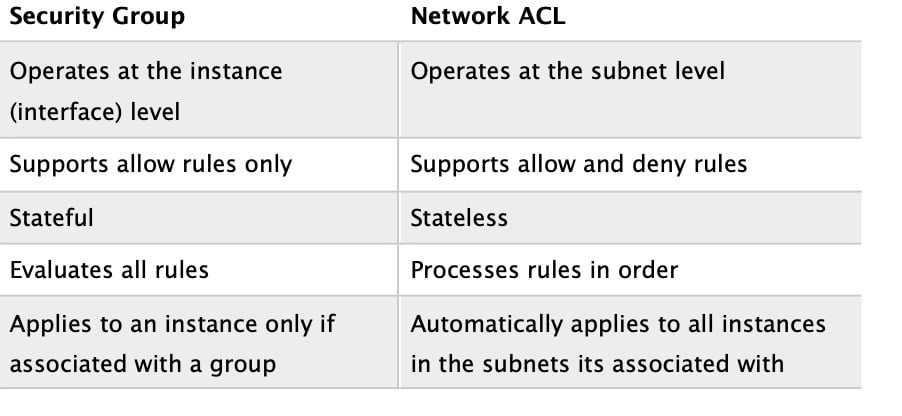 Security Group
Network ACL
Operates at the instance
(interface) level
Operates at the subnet level
Supports allow rules only
Supports allow and deny rules
Stateful
Stateless
Evaluates all rules
Processes rules in order
Applies to an instance only if
associated with a group
Automatically applies to all instances
in the subnets its associated with